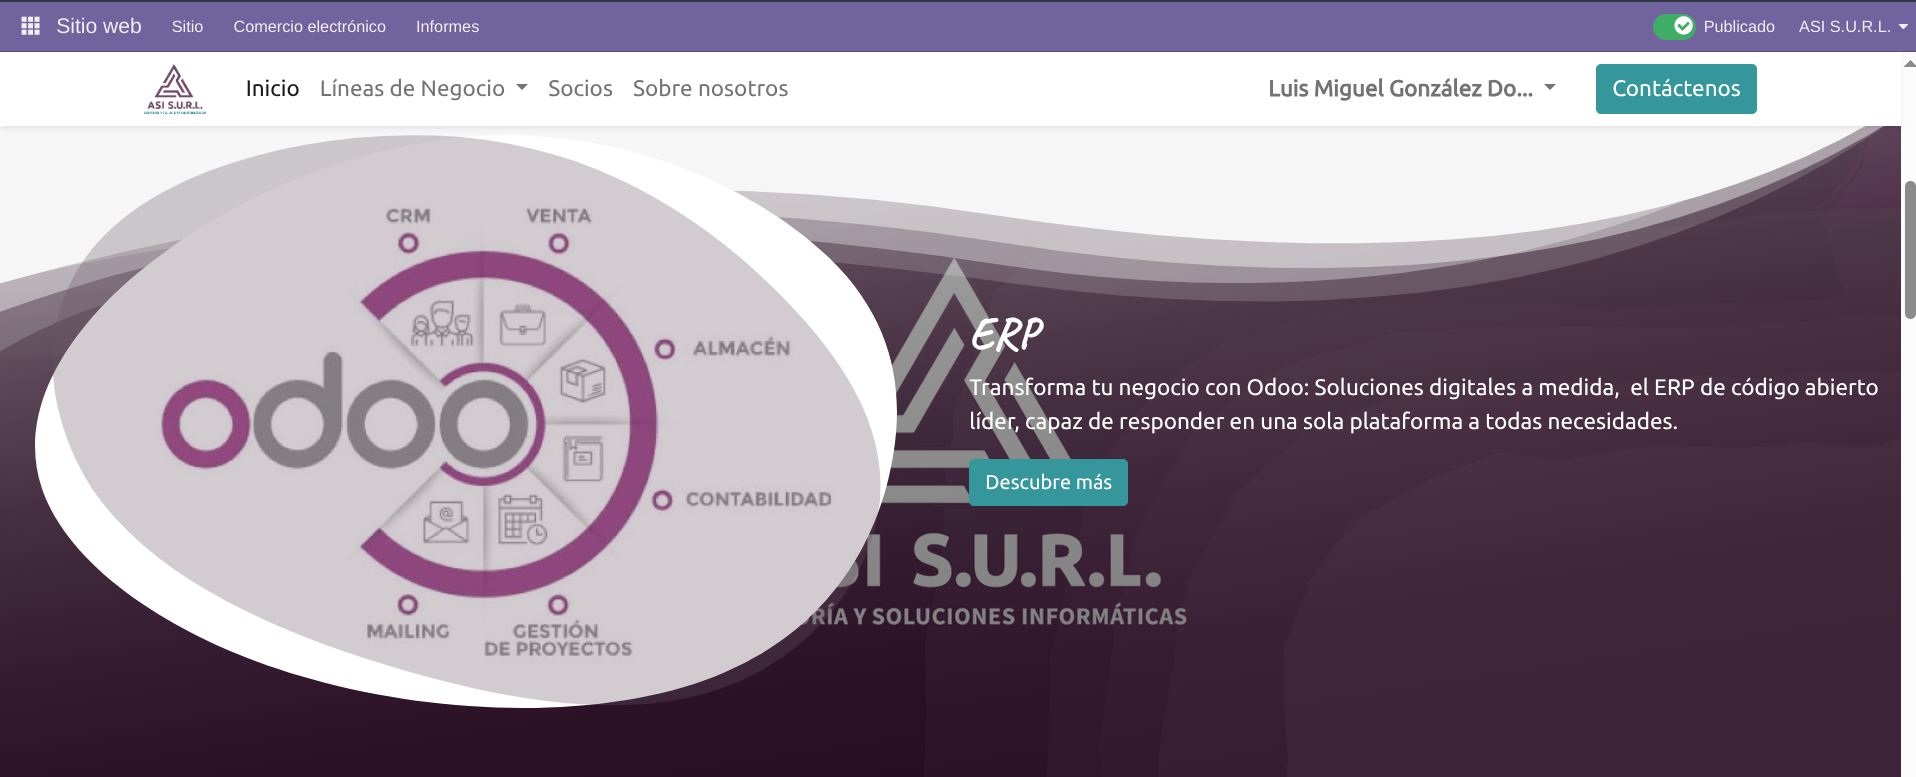 Sitio web Sitio Comercio electrónico Informes Publicado ASI S.U.R.L.
ASI S.U.R.L.
Inicio Líneas de Negocio Socios Sobre nosotros Luis Miguel González Do... Contáctenos
CRM VENTA
ALMACÉN
odoo
CONTABILIDAD
MAILING GESTIÓN
DE PROYECTOS
ERP
Transforma tu negocio con Odoo: Soluciones digitales a medida,  el ERP de código abierto
líder, capaz de responder en una sola plataforma a todas necesidades.
Descubre más
S.U.R.L.
Y SOLUCIONES INFORMÁTICAS